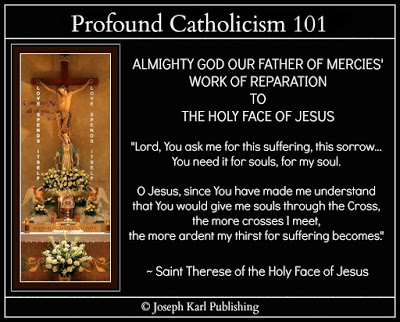 Profound Catholicism 101
ALMIGHTY GOD OUR FATHER OF MERCIES'
WORK OF REPARATION
TO
THE HOLY FACE OF JESUS
"Lord, You ask me for this suffering, this sorrow...
You need it for souls, for my soul.
O Jesus, since You have made me understand
that You would give me souls through the Cross,
the more crosses I meet,
the more ardent my thirst for suffering becomes."
~ Saint Therese of the Holy Face of Jesus
LOVE SPENDS ITSELF
LOVE SPENDS ITSELF
© Joseph Karl Publishing